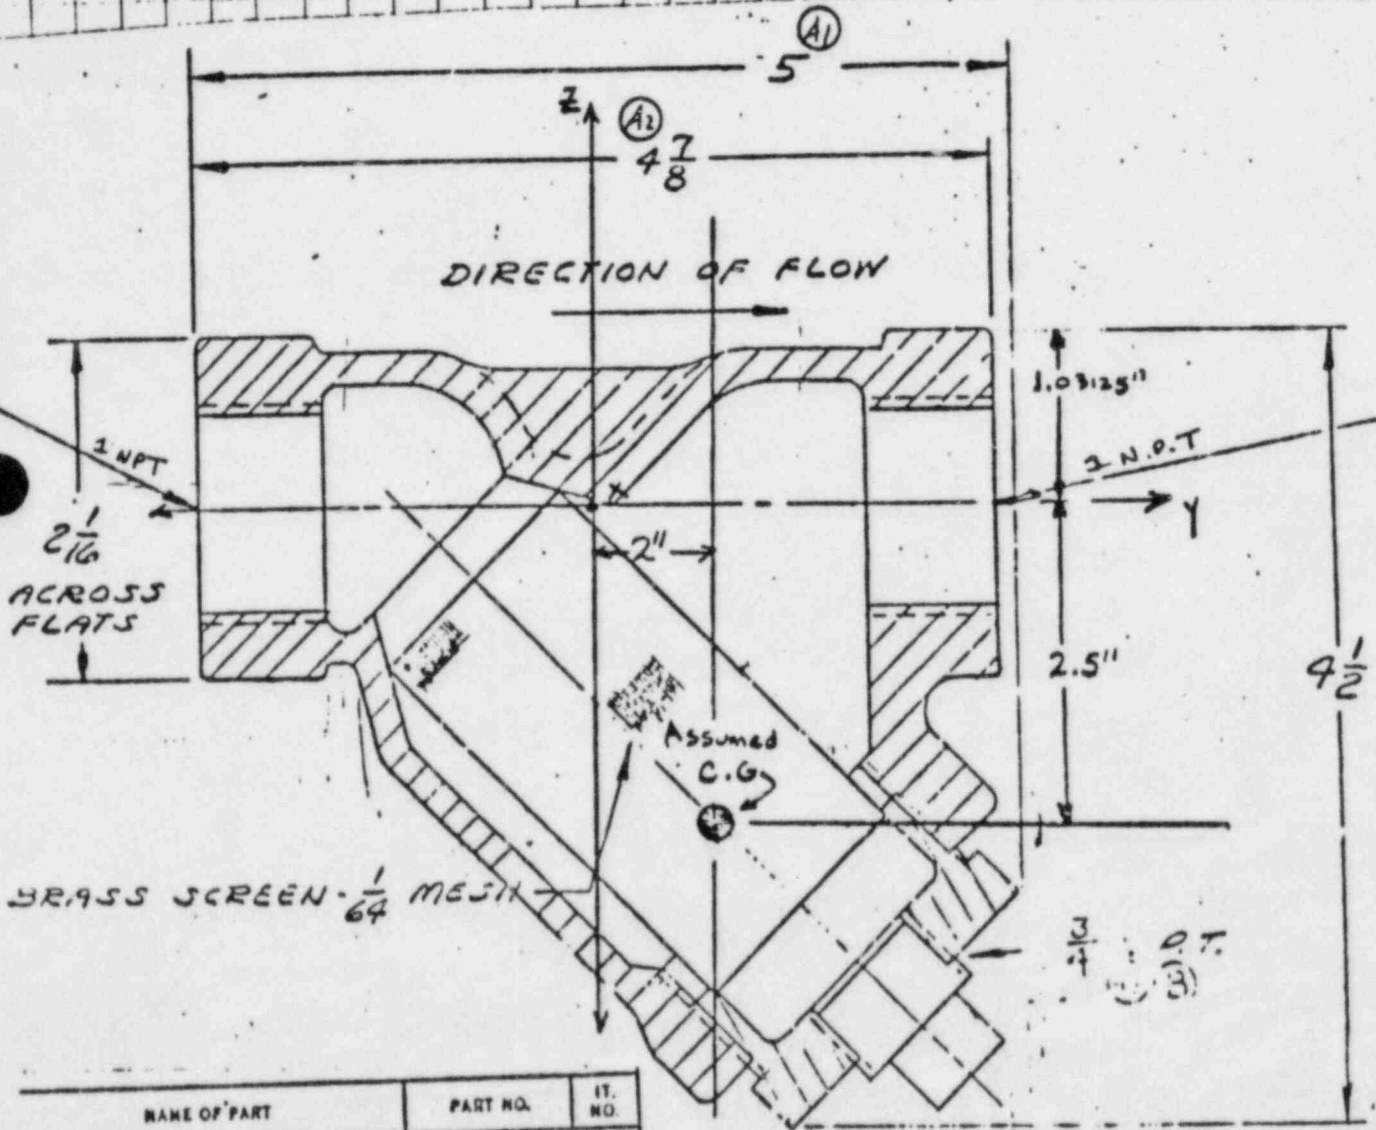 A1
5
Z
A2
4 7/8
DIRECTION OF FLOW
1.03125"
1 NPT
1 N.P.T
Y
2 1/16
ACROSS
FLATS
2"
2.5"
4 1/2
Assumed
C.G
BRASS SCREEN - 1/64 MESH
3/4
NAME OF PART
PART NO.
IT.
NO.